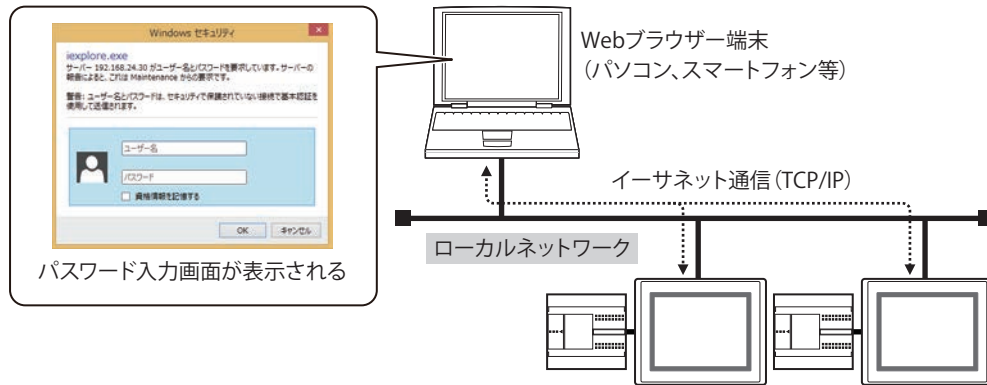 Windows セキュリティ
iexplore.exe
サーバー 192.168.24.30 がユーザー名とパスワードを要求しています。サーバーの
報告によると、これは Maintenance からの要求です。
警告: ユーザー名とパスワードは、セキュリティで保護されていない接続で基本認証を
使用して送信されます。
ユーザー名
パスワード
資格情報を記憶する
OK
キャンセル
パスワード入力画面が表示される
Webブラウザー端末
（パソコン、スマートフォン等）
イーサネット通信（TCP/IP）
ローカルネットワーク